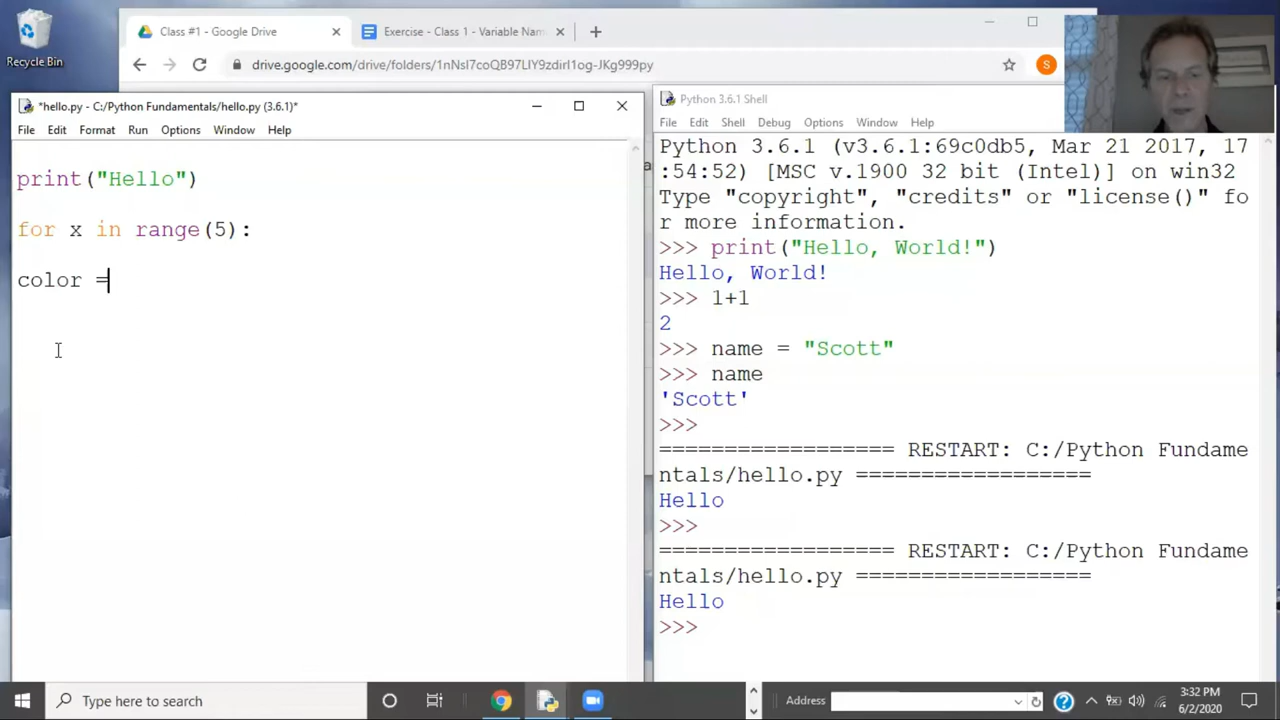 Recycle Bin
Class #1 - Google Drive
Exercise - Class 1 - Variable Nam
drive.google.com/drive/folders/1nNsI7coQB97LIY9zdirl1og-JKg999py
S
*hello.py - C:/Python Fundamentals/hello.py (3.6.1)*
File Edit Format Run Options Window Help
print("Hello")
for x in range(5):
color =
Python 3.6.1 Shell
File Edit Shell Debug Options Window Help
Python 3.6.1 (v3.6.1:69c0db5, Mar 21 2017, 17
:54:52) [MSC v.1900 32 bit (Intel)] on win32
Type "copyright", "credits" or "license()" fo
r more information.
>>> print("Hello, World!")
Hello, World!
>>> 1+1
2
>>> name = "Scott"
>>> name
'Scott'
>>>
================== RESTART: C:/Python Fundame
ntals/hello.py ==================
Hello
>>>
================== RESTART: C:/Python Fundame
ntals/hello.py ==================
Hello
>>>
Type here to search
Address
3:32 PM
6/2/2020